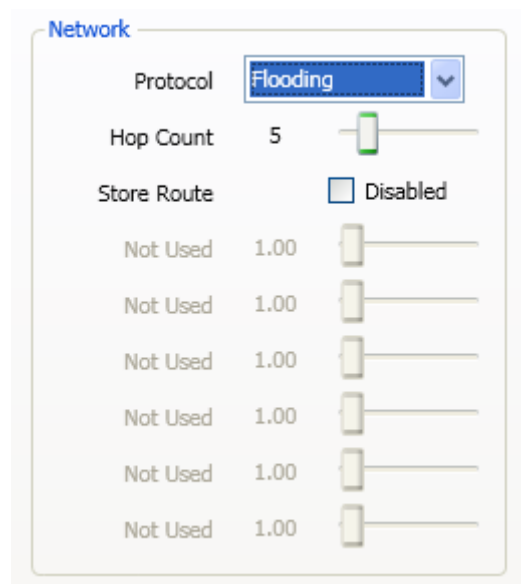 Network
Protocol Flooding
Hop Count 5
Store Route Disabled
Not Used 1.00
Not Used 1.00
Not Used 1.00
Not Used 1.00
Not Used 1.00
Not Used 1.00